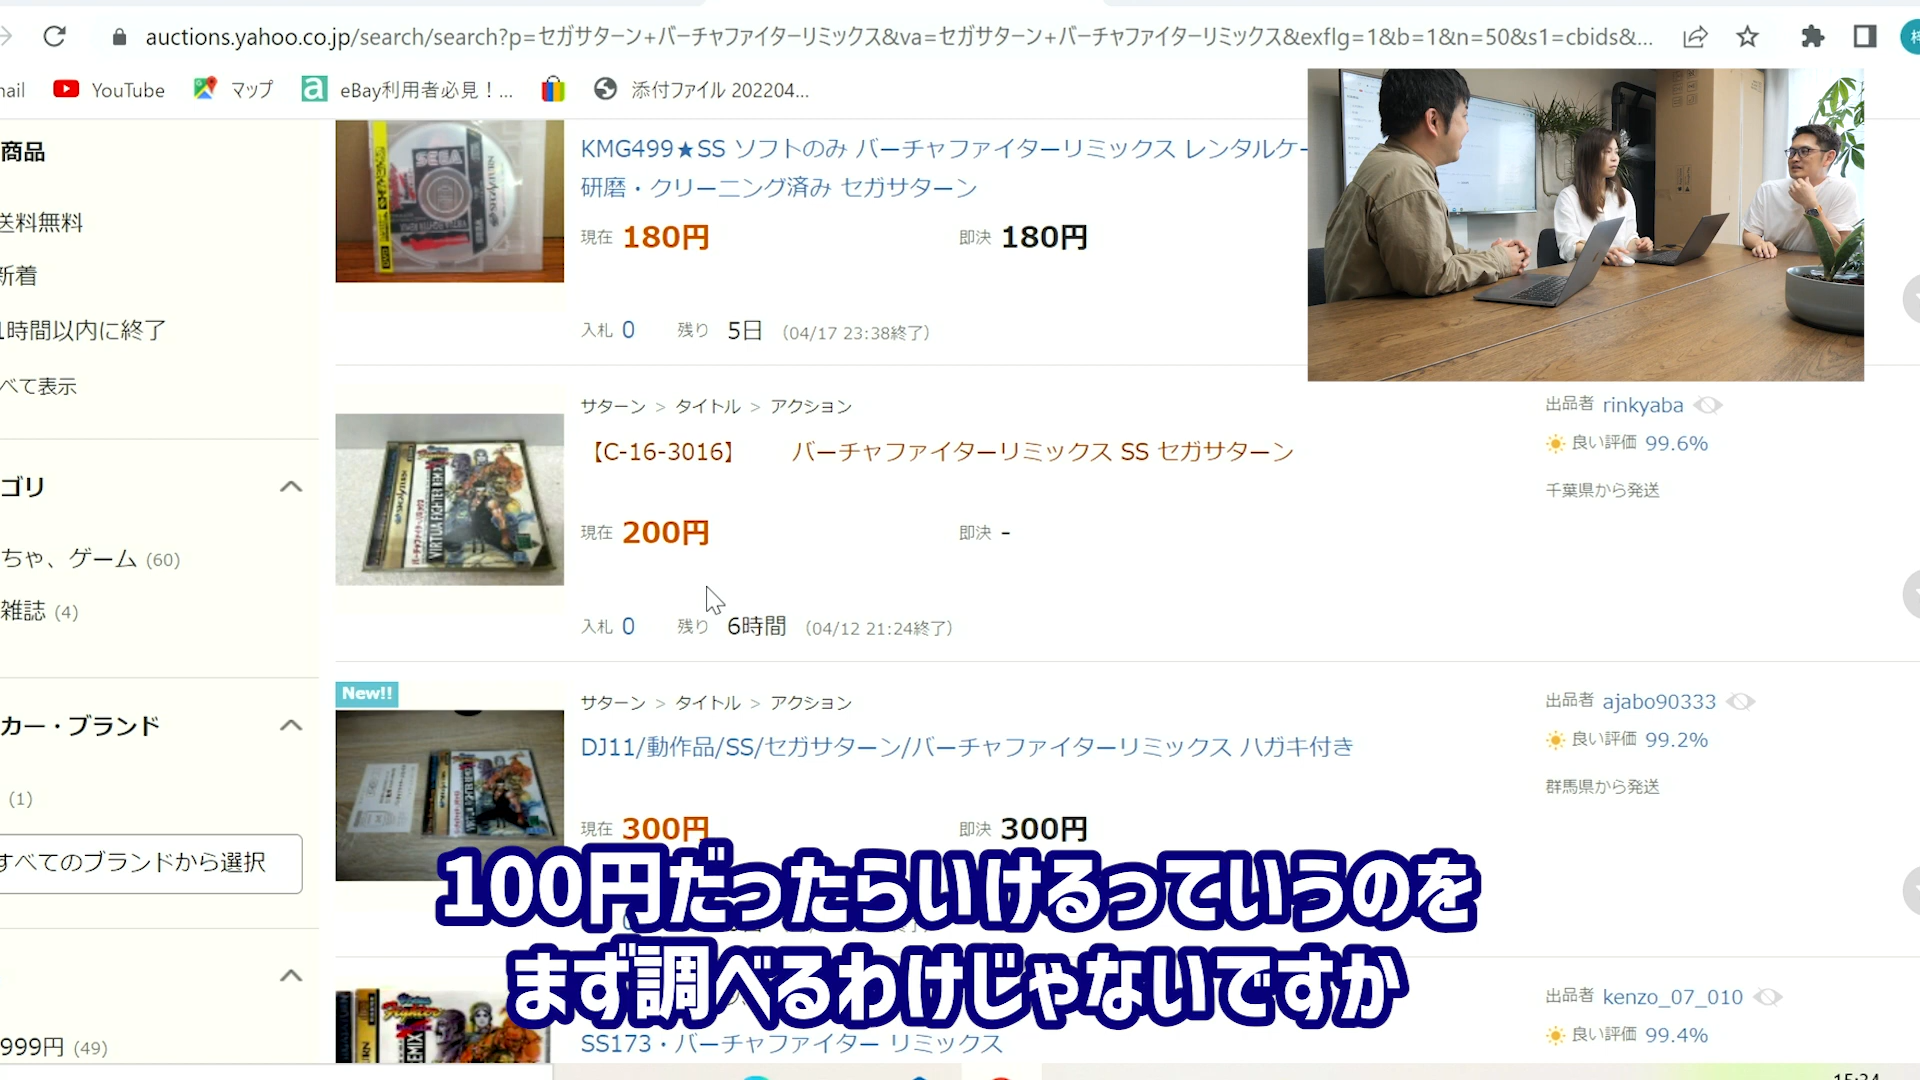 auctions.yahoo.co.jp/search/search?p=セガサターン+バーチャファイターリミックス&va=セガサターン+バーチャファイターリミックス&exflg=1&b=1&n=50&s1=cbids&...
ail YouTube マップ eBay利用者必見！... 添付ファイル 202204...
商品
送料無料
新着
1時間以内に終了
べて表示
ゴリ
ちゃ、ゲーム (60)
雑誌 (4)
カー・ブランド
(1)
すべてのブランドから選択
999円 (49)
KMG499★SS ソフトのみ バーチャファイターリミックス レンタルケー
研磨・クリーニング済み セガサターン
現在 180円 即決 180円
入札 0 残り 5日 （04/17 23:38終了）
サターン > タイトル > アクション
【C-16-3016】 バーチャファイターリミックス SS セガサターン
現在 200円 即決 -
入札 0 残り 6時間 （04/12 21:24終了）
出品者 rinkyaba
良い評価 99.6%
千葉県から発送
New!!
サターン > タイトル > アクション
DJ11/動作品/SS/セガサターン/バーチャファイターリミックス ハガキ付き
現在 300円 即決 300円
出品者 ajabo90333
良い評価 99.2%
群馬県から発送
100円だったらいけるっていうのを
まず調べるわけじゃないですか
SS173・バーチャファイター リミックス
出品者 kenzo_07_010
良い評価 99.4%
15:34